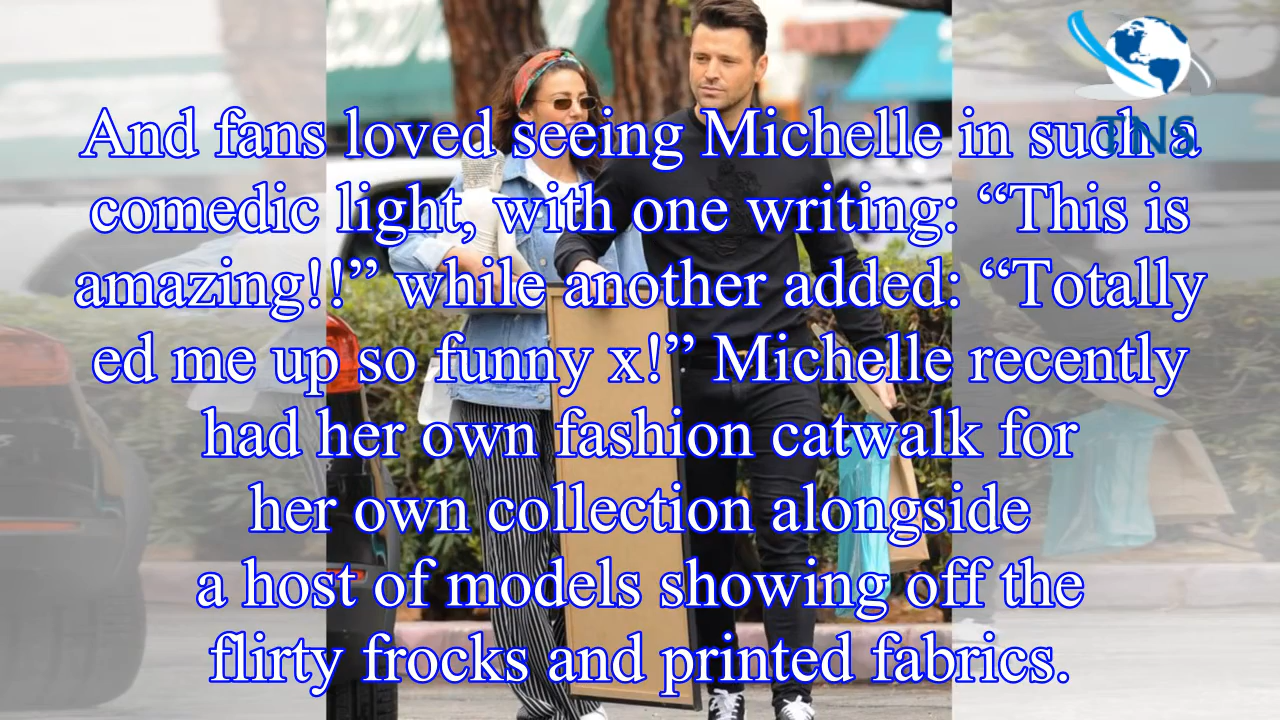 TNS
And fans loved seeing Michelle in such a
comedic light, with one writing: “This is
amazing!!” while another added: “Totally
ed me up so funny x!” Michelle recently
had her own fashion catwalk for
her own collection alongside
a host of models showing off the
flirty frocks and printed fabrics.